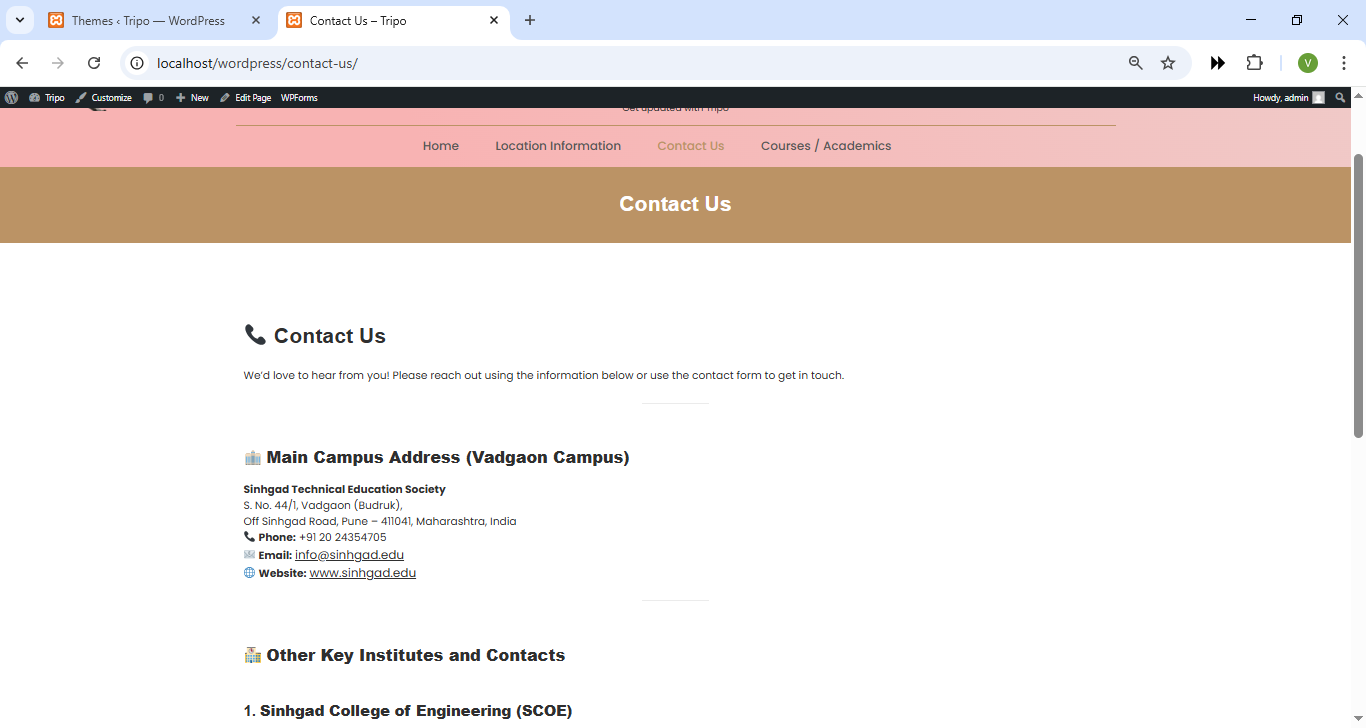 Themes ‹ Tripo — WordPress
Contact Us – Tripo
localhost/wordpress/contact-us/
V
Tripo Customize 0 New Edit Page WPForms Howdy, admin
Get updated with Tripo
Home Location Information Contact Us Courses / Academics
Contact Us
Contact Us
We'd love to hear from you! Please reach out using the information below or use the contact form to get in touch.
Main Campus Address (Vadgaon Campus)
Sinhgad Technical Education Society
S. No. 44/1, Vadgaon (Budruk),
Off Sinhgad Road, Pune – 411041, Maharashtra, India
Phone: +91 20 24354705
Email: info@sinhgad.edu
Website: www.sinhgad.edu
Other Key Institutes and Contacts
1. Sinhgad College of Engineering (SCOE)